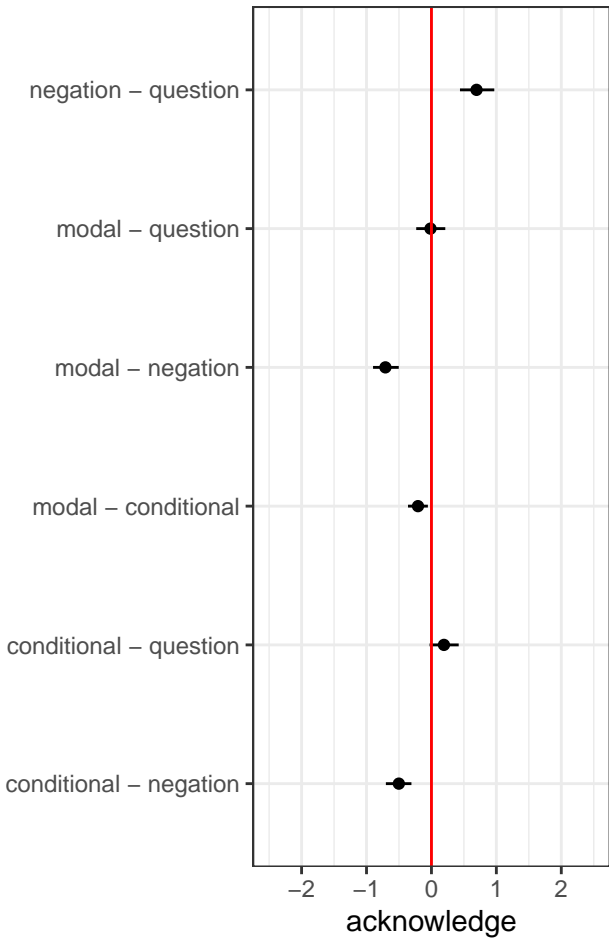 negation − question
modal − question
modal − negation
modal − conditional
conditional − question
conditional − negation
−2 −1 0 1 2
acknowledge